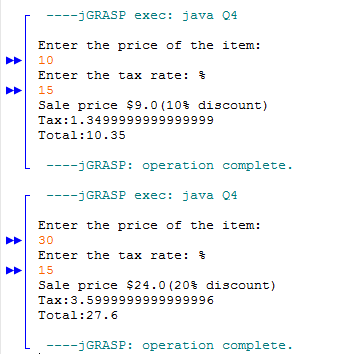 ----jGRASP exec: java Q4
Enter the price of the item:
10
Enter the tax rate: %
15
Sale price $9.0(10% discount)
Tax:1.3499999999999999
Total:10.35
----jGRASP: operation complete.
----jGRASP exec: java Q4
Enter the price of the item:
30
Enter the tax rate: %
15
Sale price $24.0(20% discount)
Tax:3.5999999999999996
Total:27.6
----jGRASP: operation complete.